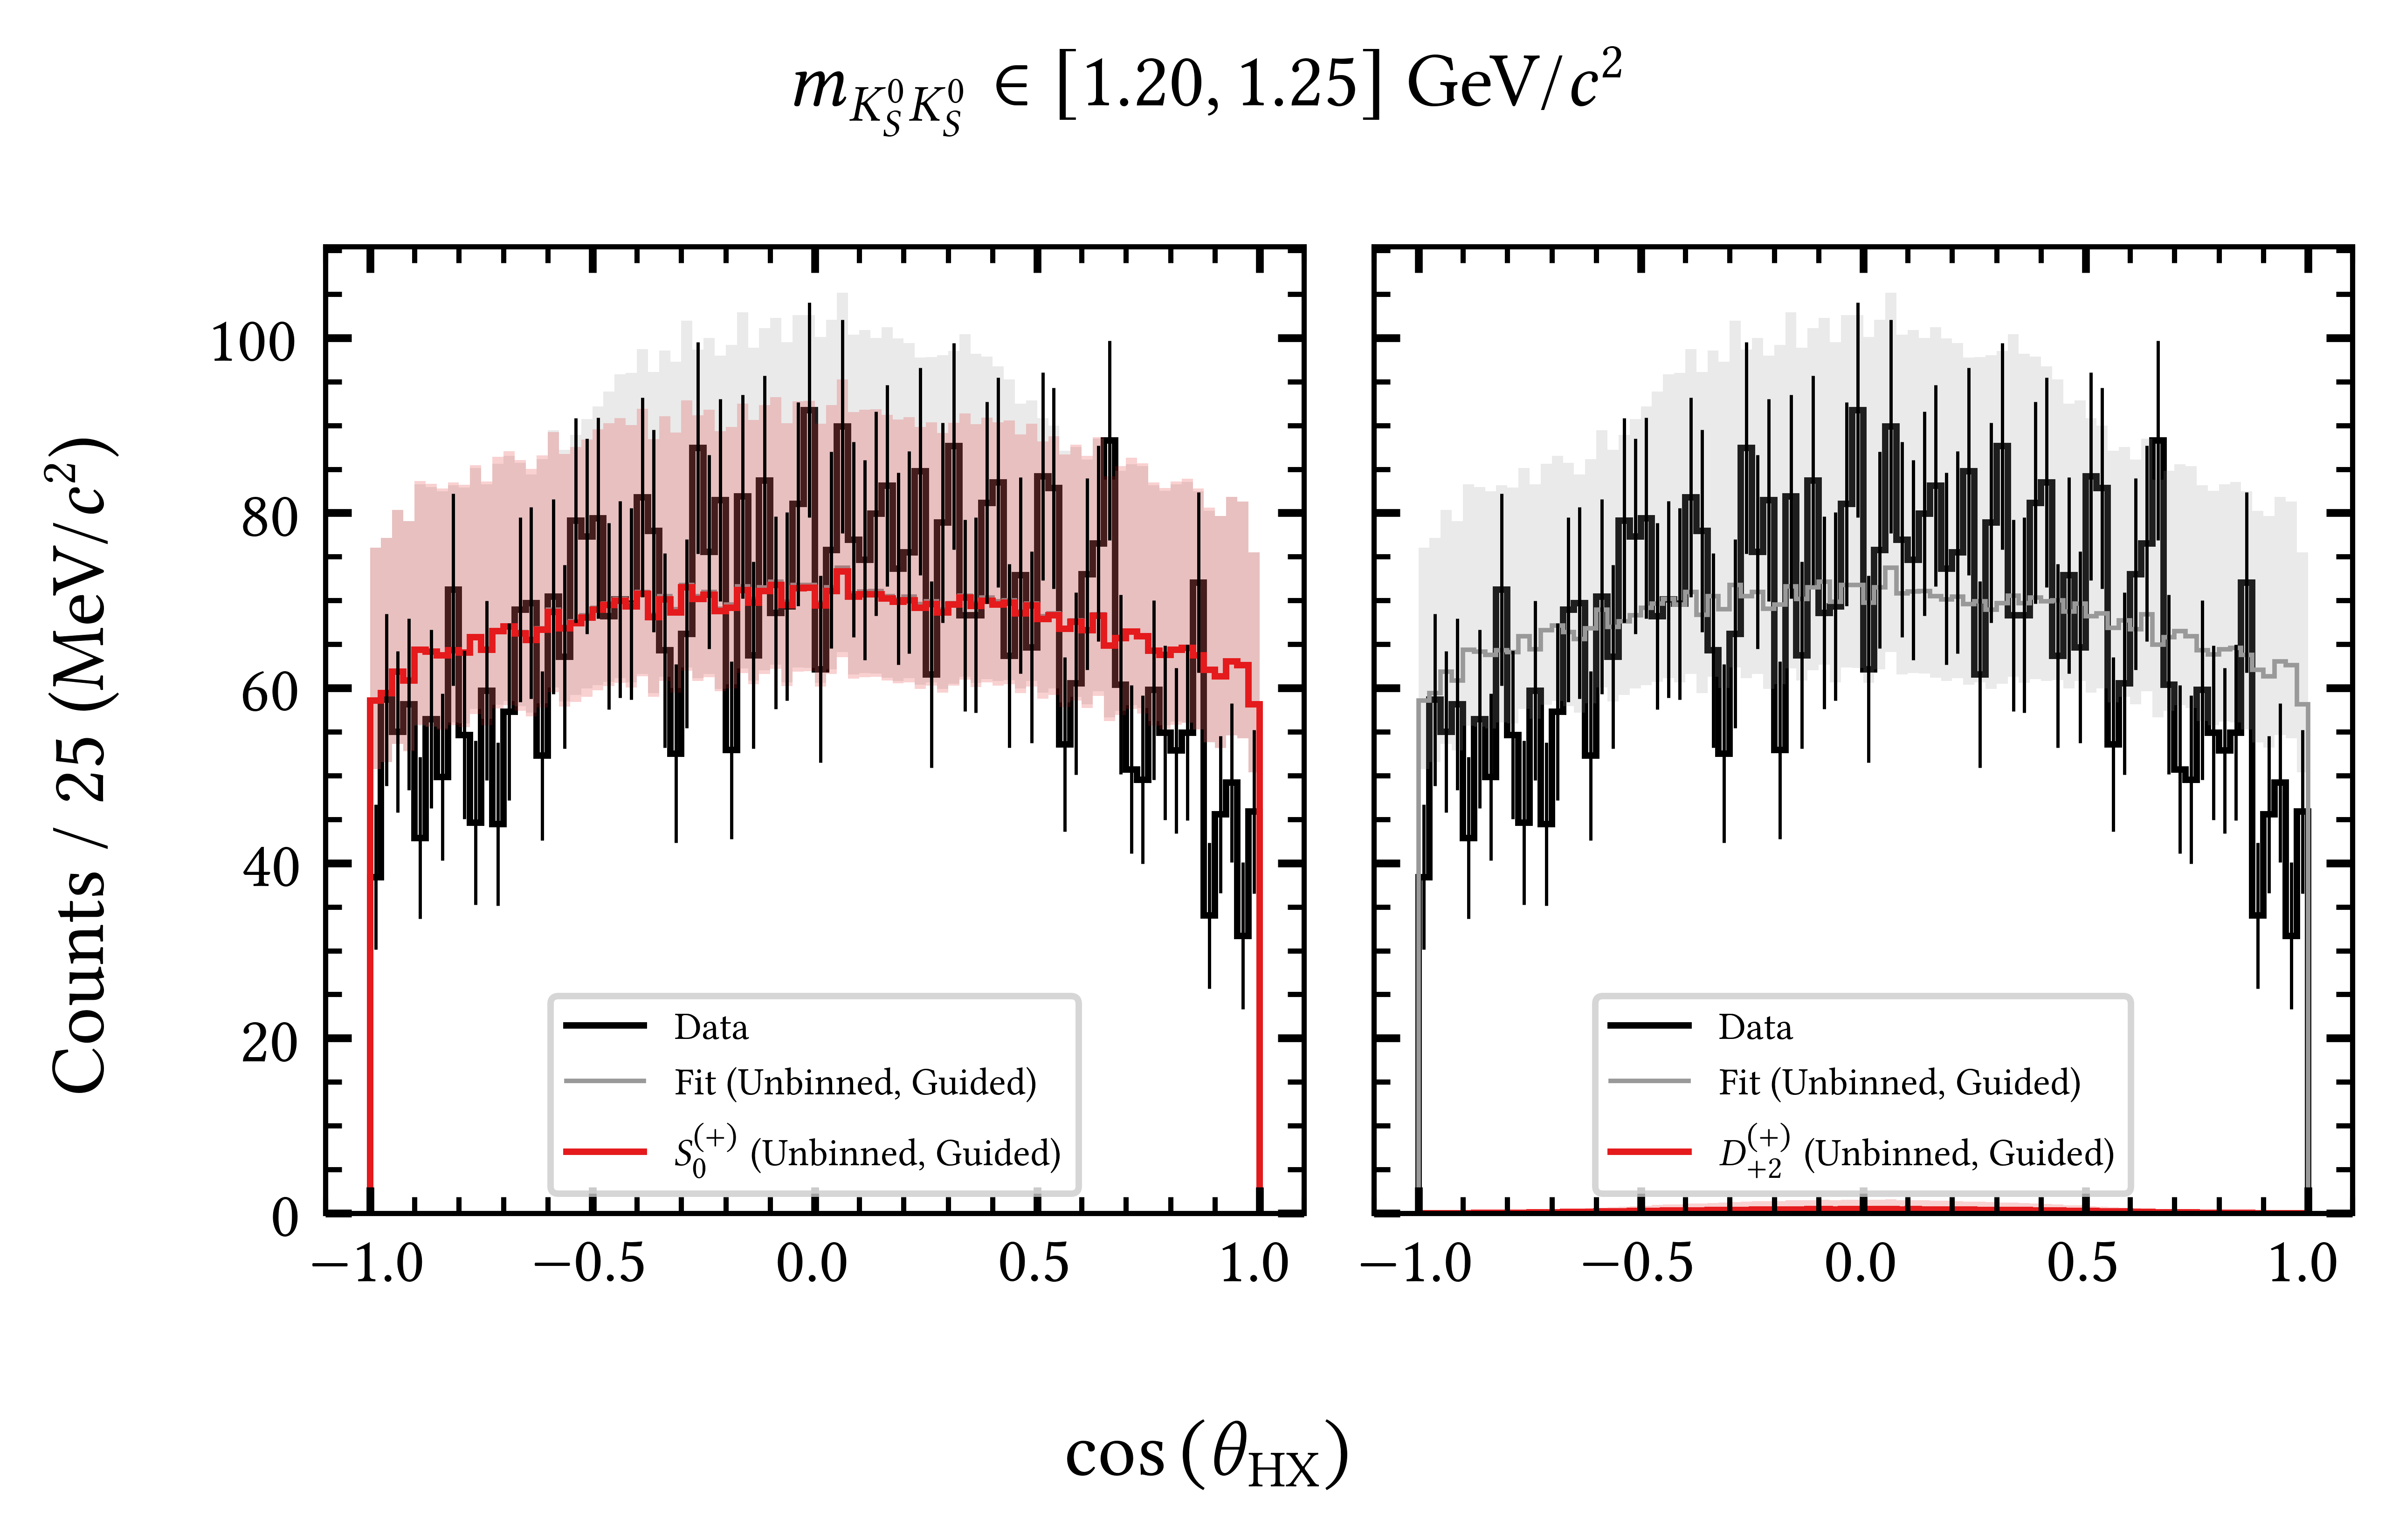 m_{K_S^0 K_S^0} ∈ [1.20, 1.25] GeV/c²
Counts / 25 (MeV/c²)
100
80
60
40
20
0
Data
Fit (Unbinned, Guided)
S_0^{(+)} (Unbinned, Guided)
Data
Fit (Unbinned, Guided)
D_{+2}^{(+)} (Unbinned, Guided)
−1.0 −0.5 0.0 0.5 1.0
−1.0 −0.5 0.0 0.5 1.0
cos (θ_HX)